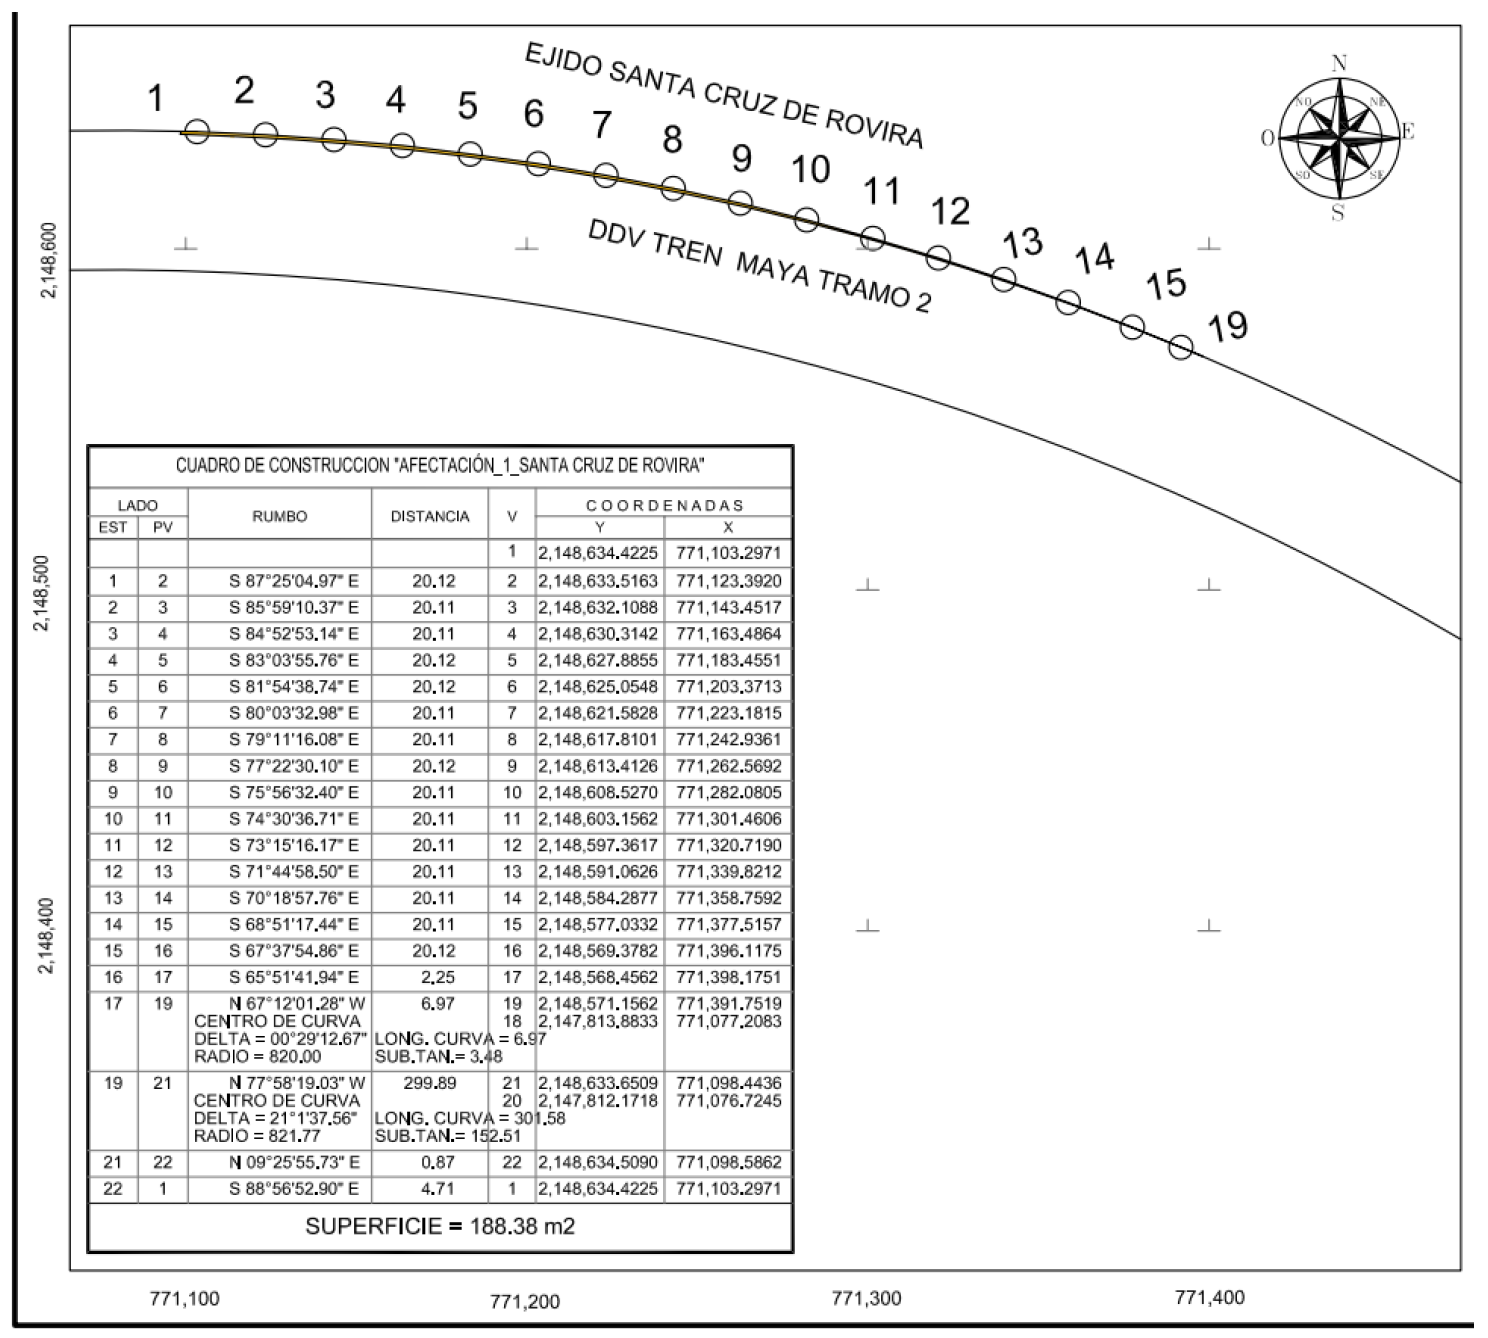 EJIDO SANTA CRUZ DE ROVIRA
N
NO NE
O E
SO SE
S
1 2 3 4 5 6 7 8 9 10 11 12 13 14 15 19
DDV TREN MAYA TRAMO 2
2,148,600
2,148,500
2,148,400
CUADRO DE CONSTRUCCION "AFECTACIÓN_1_SANTA CRUZ DE ROVIRA"
LADO RUMBO DISTANCIA V COORDENADAS
EST PV Y X
1 2,148,634.4225 771,103.2971
1 2 S 87°25'04.97" E 20.12 2 2,148,633.5163 771,123.3920
2 3 S 85°59'10.37" E 20.11 3 2,148,632.1088 771,143.4517
3 4 S 84°52'53.14" E 20.11 4 2,148,630.3142 771,163.4864
4 5 S 83°03'55.76" E 20.12 5 2,148,627.8855 771,183.4551
5 6 S 81°54'38.74" E 20.12 6 2,148,625.0548 771,203.3713
6 7 S 80°03'32.98" E 20.11 7 2,148,621.5828 771,223.1815
7 8 S 79°11'16.08" E 20.11 8 2,148,617.8101 771,242.9361
8 9 S 77°22'30.10" E 20.12 9 2,148,613.4126 771,262.5692
9 10 S 75°56'32.40" E 20.11 10 2,148,608.5270 771,282.0805
10 11 S 74°30'36.71" E 20.11 11 2,148,603.1562 771,301.4606
11 12 S 73°15'16.17" E 20.11 12 2,148,597.3617 771,320.7190
12 13 S 71°44'58.50" E 20.11 13 2,148,591.0626 771,339.8212
13 14 S 70°18'57.76" E 20.11 14 2,148,584.2877 771,358.7592
14 15 S 68°51'17.44" E 20.11 15 2,148,577.0332 771,377.5157
15 16 S 67°37'54.86" E 20.12 16 2,148,569.3782 771,396.1175
16 17 S 65°51'41.94" E 2.25 17 2,148,568.4562 771,398.1751
17 19 N 67°12'01.28" W 6.97 19 2,148,571.1562 771,391.7519
CENTRO DE CURVA 18 2,147,813.8833 771,077.2083
DELTA = 00°29'12.67" LONG. CURVA = 6.97
RADIO = 820.00 SUB.TAN.= 3.48
19 21 N 77°58'19.03" W 299.89 21 2,148,633.6509 771,098.4436
CENTRO DE CURVA 20 2,147,812.1718 771,076.7245
DELTA = 21°1'37.56" LONG. CURVA = 301.58
RADIO = 821.77 SUB.TAN.= 152.51
21 22 N 09°25'55.73" E 0.87 22 2,148,634.5090 771,098.5862
22 1 S 88°56'52.90" E 4.71 1 2,148,634.4225 771,103.2971
SUPERFICIE = 188.38 m2
771,100 771,200 771,300 771,400